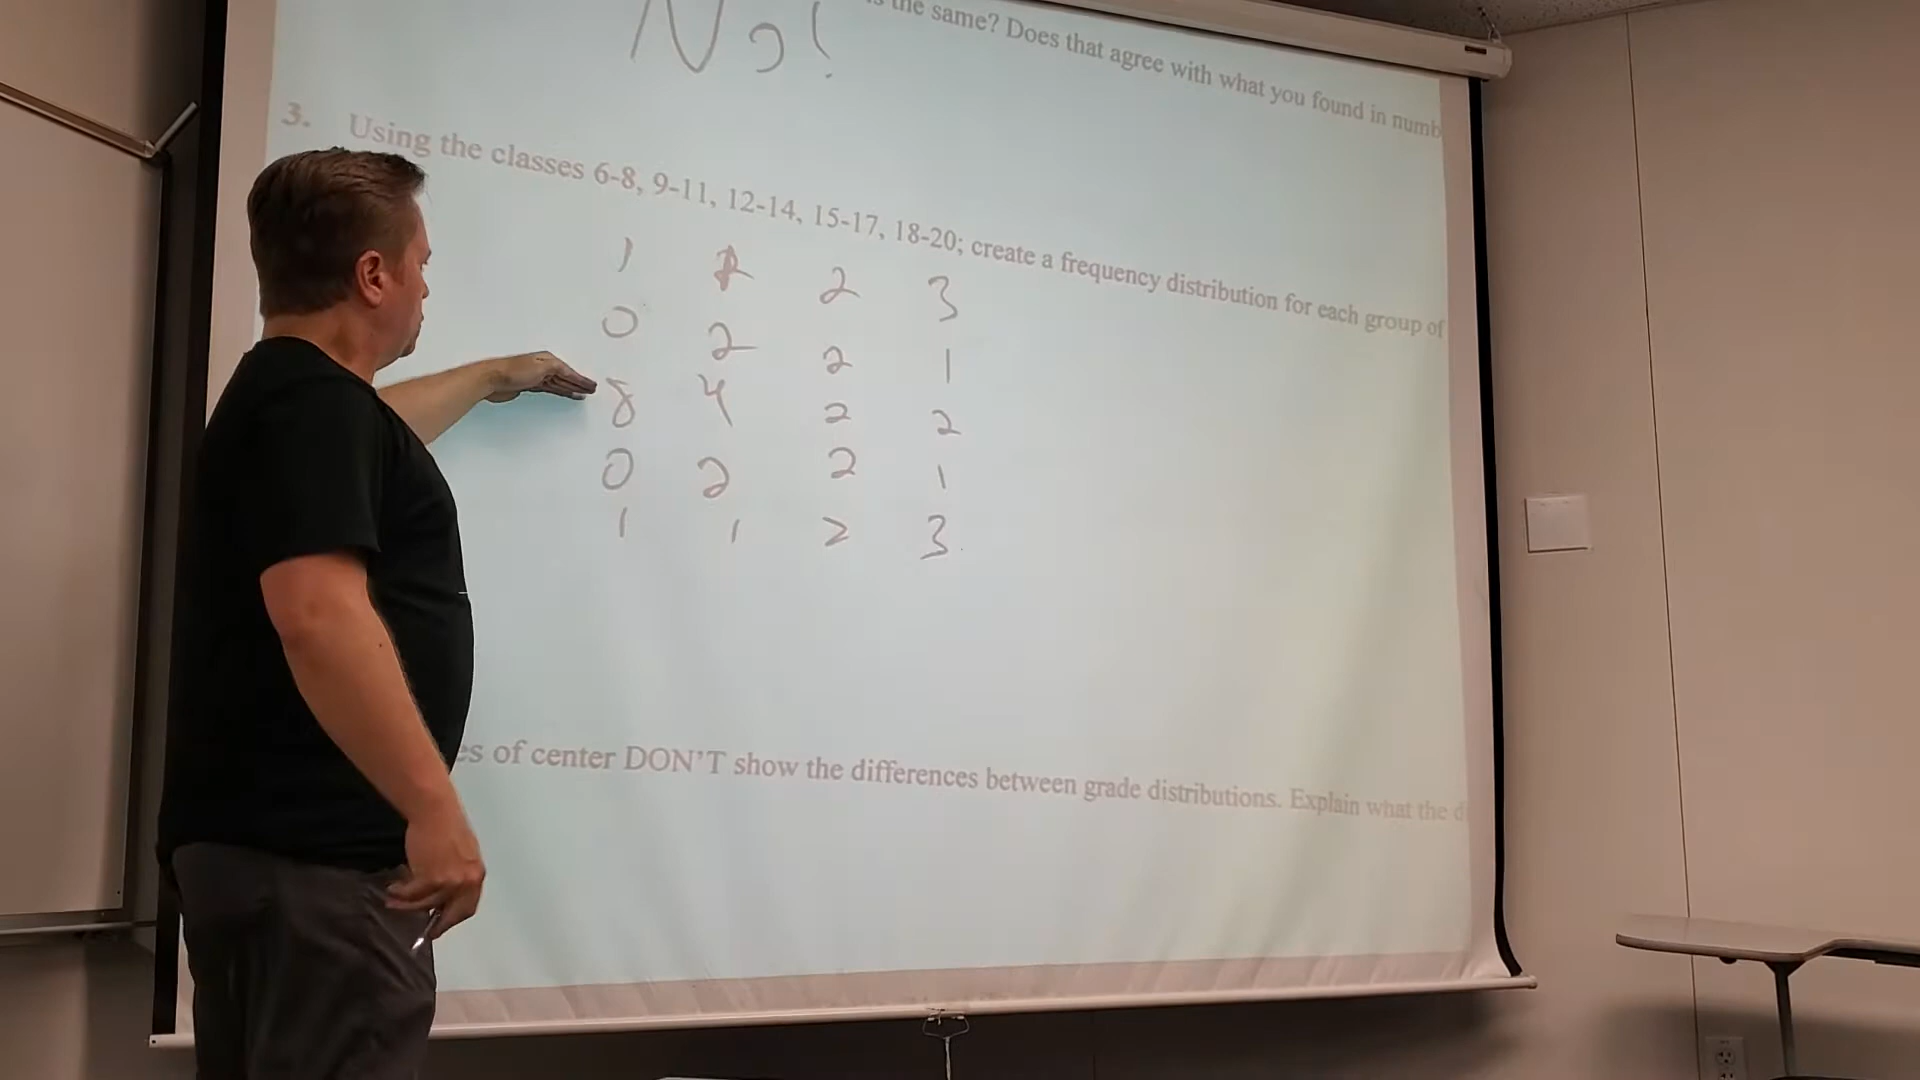 No!
the same? Does that agree with what you found in numb
3. Using the classes 6-8, 9-11, 12-14, 15-17, 18-20; create a frequency distribution for each group of
1 1 2 3
0 2 2 1
8 4 2 2
0 2 2 1
1 1 2 3
of center DON'T show the differences between grade distributions. Explain what the